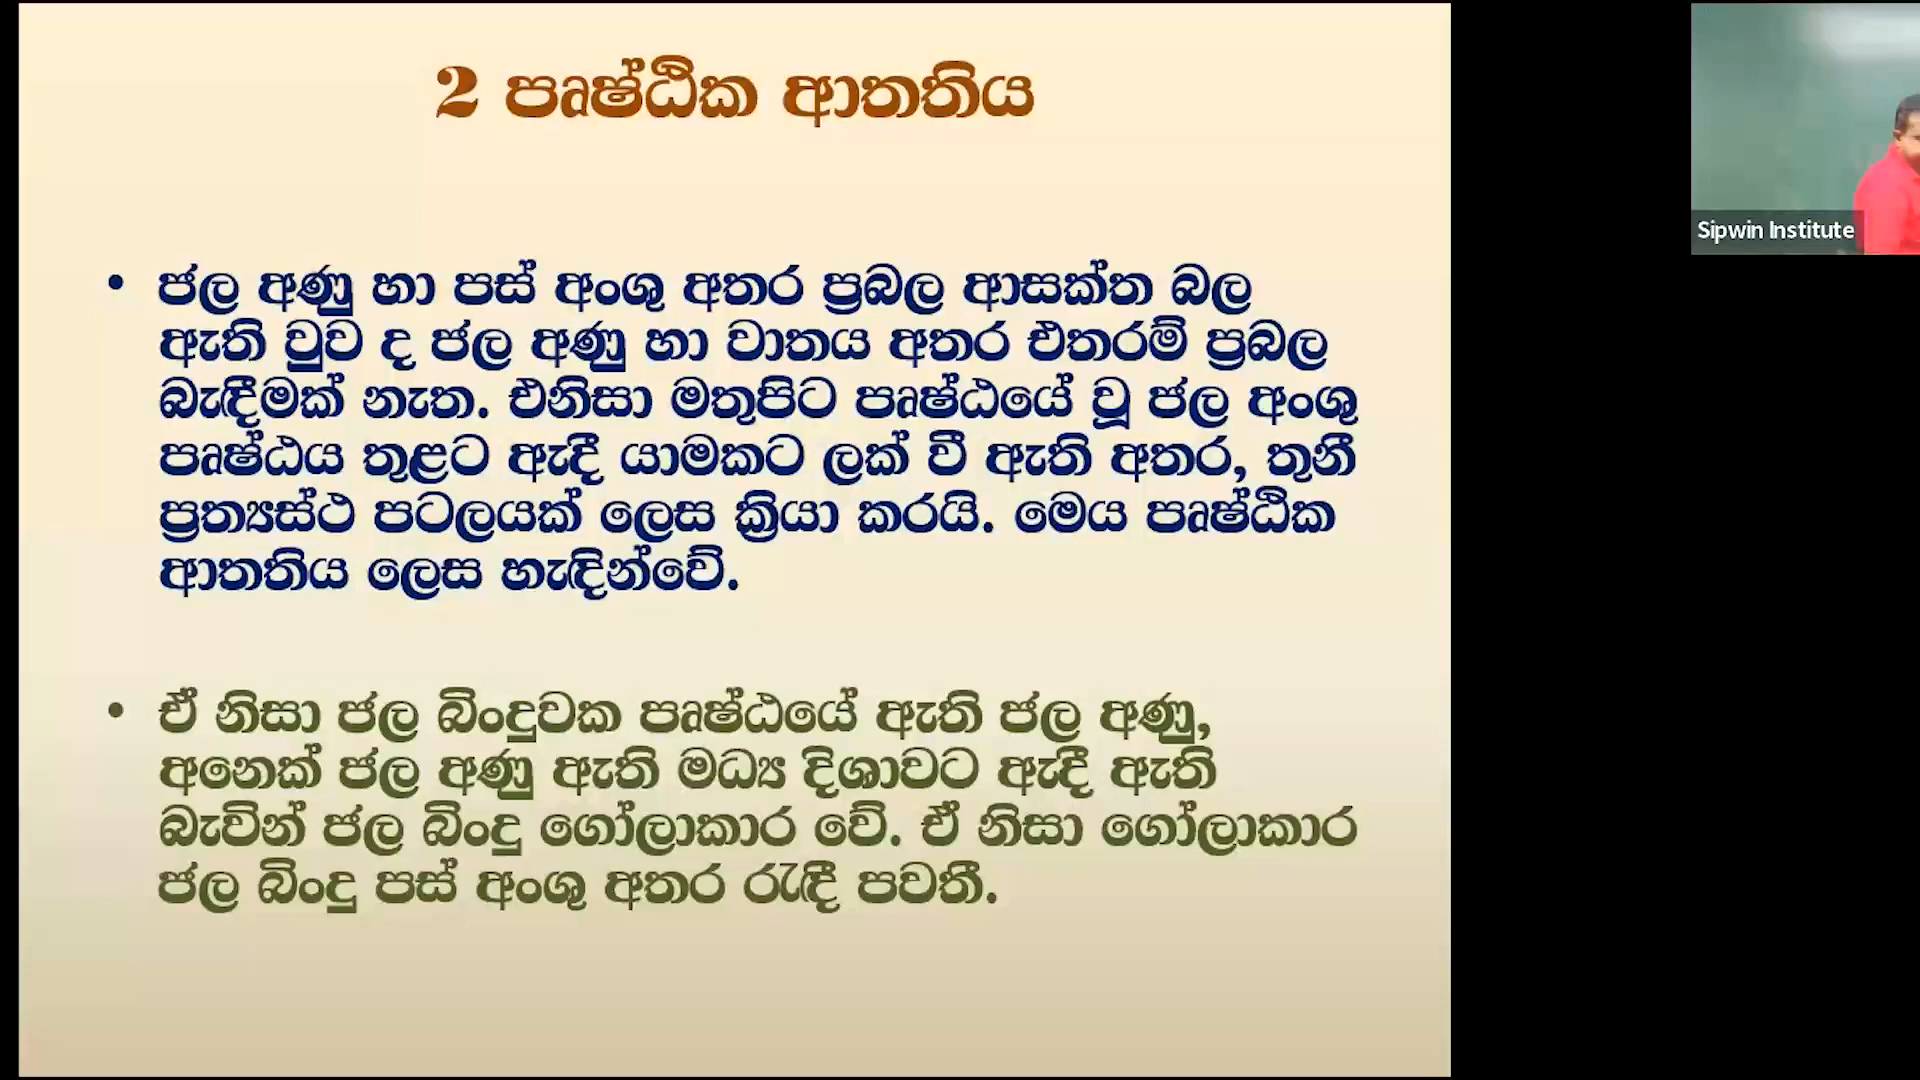 2 පෘෂ්ඨික ආතතිය
• ජල අණු හා පස් අංශු අතර ප්‍රබල ආසක්ත බල
ඇති වුව ද ජල අණු හා වාතය අතර එතරම් ප්‍රබල
බැඳීමක් නැත. එනිසා මතුපිට පෘෂ්ඨයේ වූ ජල අංශු
පෘෂ්ඨය තුළට ඇදී යාමකට ලක් වී ඇති අතර, තුනී
ප්‍රත්‍යස්ථ පටලයක් ලෙස ක්‍රියා කරයි. මෙය පෘෂ්ඨික
ආතතිය ලෙස හැඳින්වේ.
• ඒ නිසා ජල බිංදුවක පෘෂ්ඨයේ ඇති ජල අණු,
අනෙක් ජල අණු ඇති මධ්‍ය දිශාවට ඇදී ඇති
බැවින් ජල බිංදු ගෝලාකාර වේ. ඒ නිසා ගෝලාකාර
ජල බිංදු පස් අංශු අතර රැඳී පවතී.
Sipwin Institute